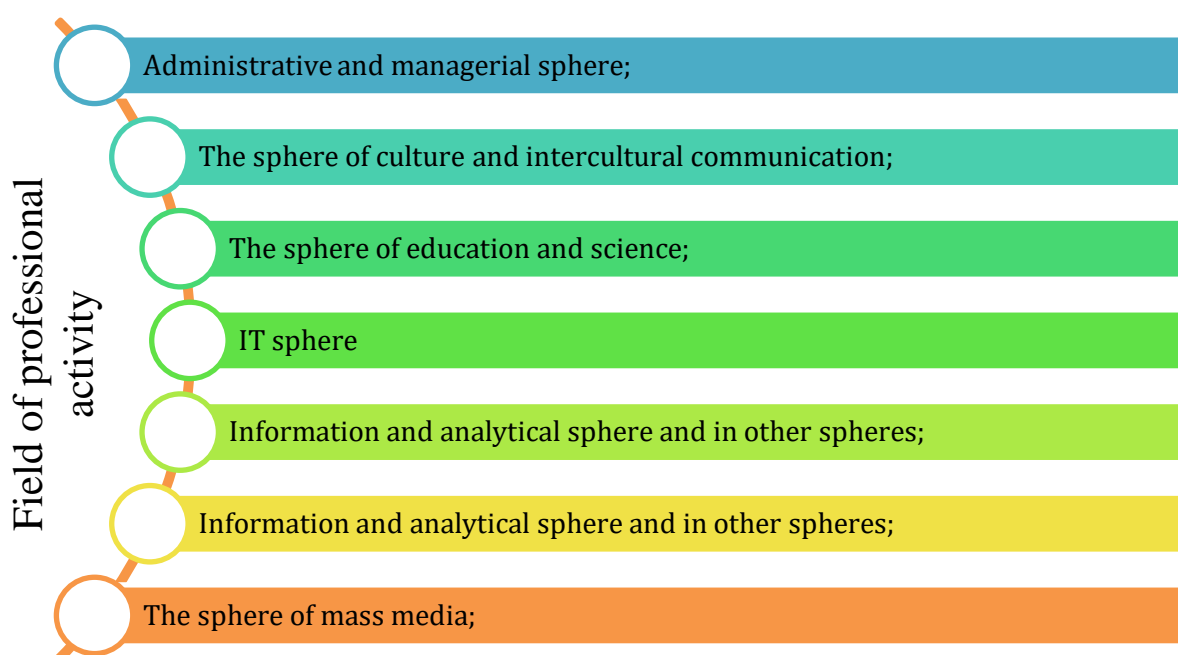 Field of professional
activity
Administrative and managerial sphere;
The sphere of culture and intercultural communication;
The sphere of education and science;
IT sphere
Information and analytical sphere and in other spheres;
Information and analytical sphere and in other spheres;
The sphere of mass media;